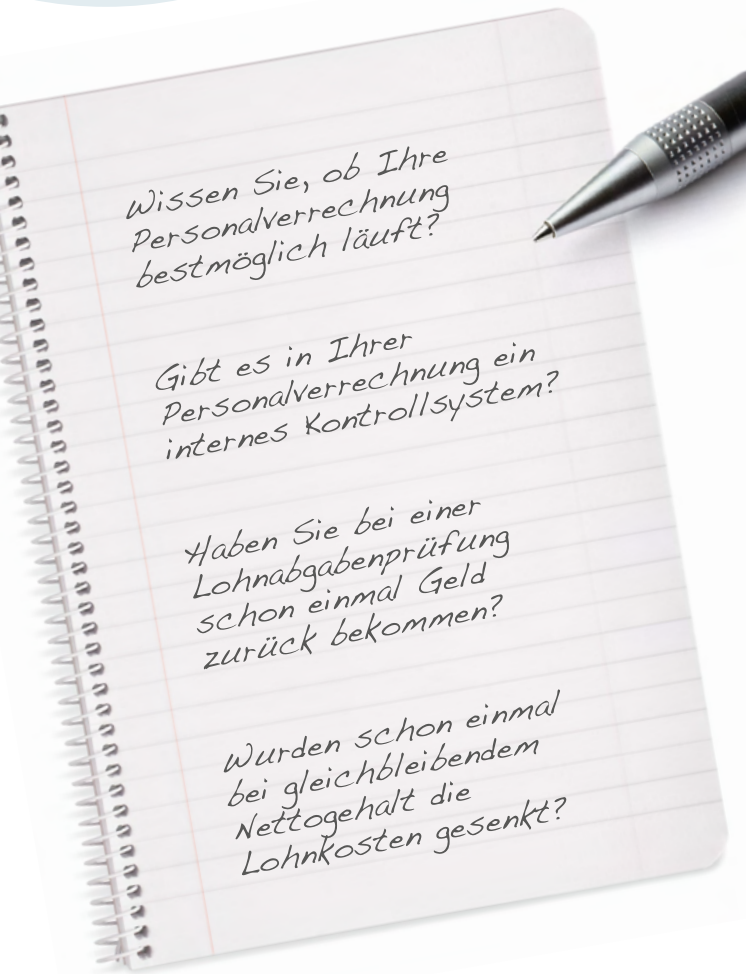 Wissen Sie, ob Ihre
Personalverrechnung
bestmöglich läuft?
Gibt es in Ihrer
Personalverrechnung ein
internes Kontrollsystem?
Haben Sie bei einer
Lohnabgabenprüfung
schon einmal Geld
zurück bekommen?
Wurden schon einmal
bei gleichbleibendem
Nettogehalt die
Lohnkosten gesenkt?